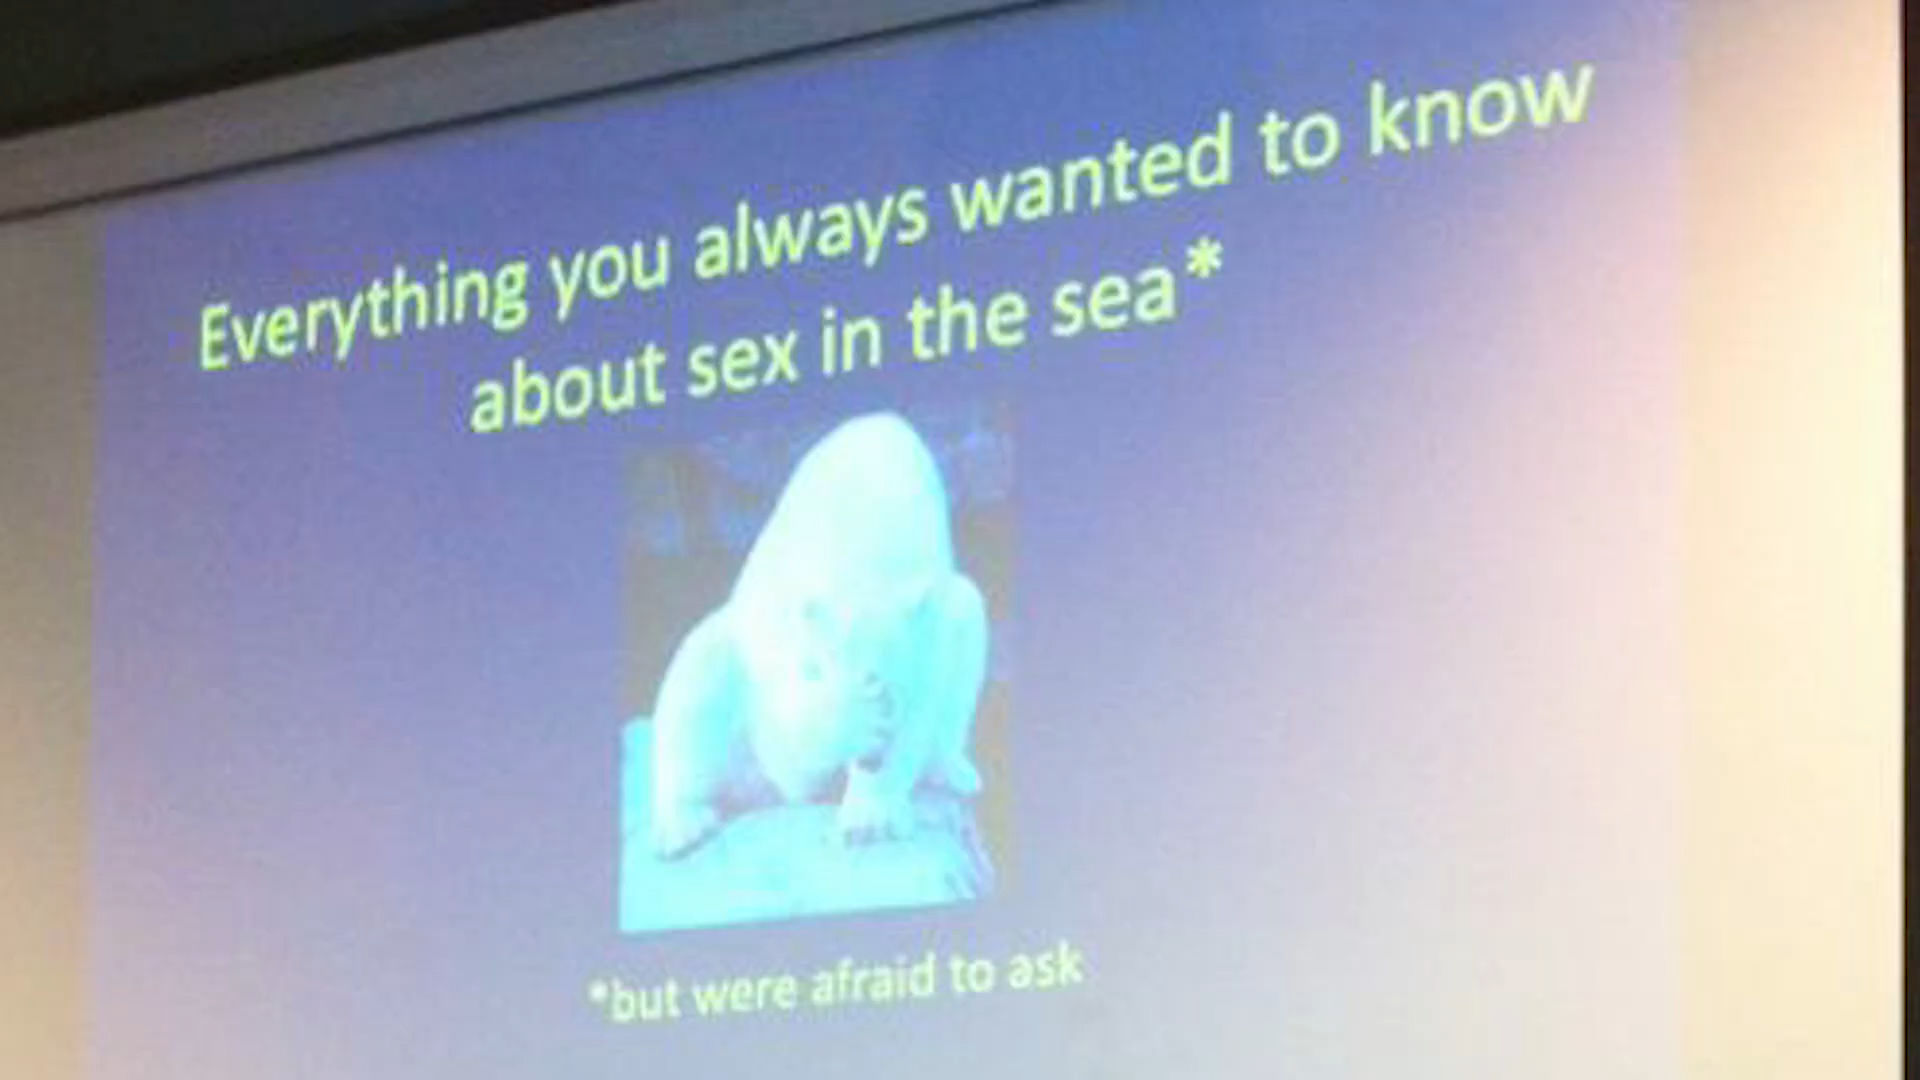 Everything you always wanted to know
about sex in the sea*
*but were afraid to ask